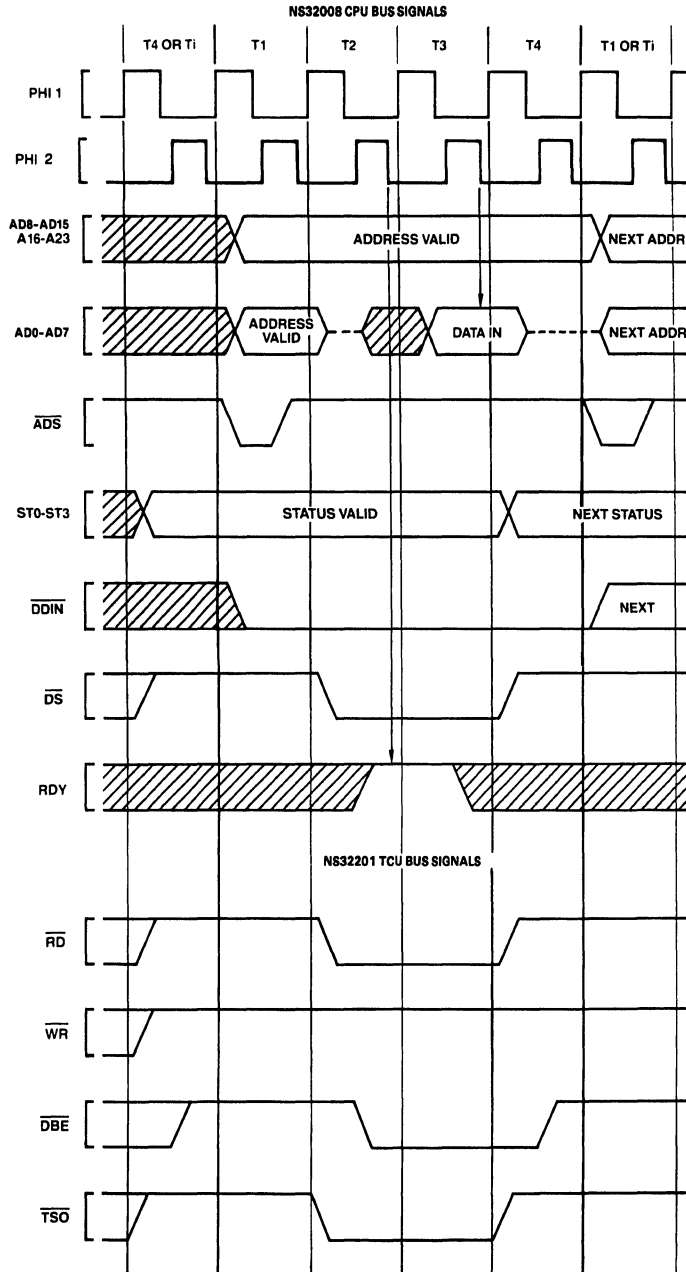 NS32008 CPU BUS SIGNALS
T4 OR Ti T1 T2 T3 T4 T1 OR Ti
PHI 1
PHI 2
AD8-AD15
A16-A23
ADDRESS VALID NEXT ADDR
AD0-AD7
ADDRESS
VALID
DATA IN NEXT ADDR
ADS
ST0-ST3 STATUS VALID NEXT STATUS
DDIN NEXT
DS
RDY
NS32201 TCU BUS SIGNALS
RD
WR
DBE
TSO